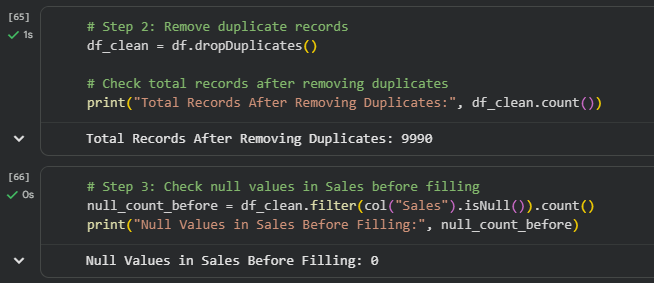 [65]
1s
# Step 2: Remove duplicate records
df_clean = df.dropDuplicates()
# Check total records after removing duplicates
print("Total Records After Removing Duplicates:", df_clean.count())
Total Records After Removing Duplicates: 9990
[66]
0s
# Step 3: Check null values in Sales before filling
null_count_before = df_clean.filter(col("Sales").isNull()).count()
print("Null Values in Sales Before Filling:", null_count_before)
Null Values in Sales Before Filling: 0